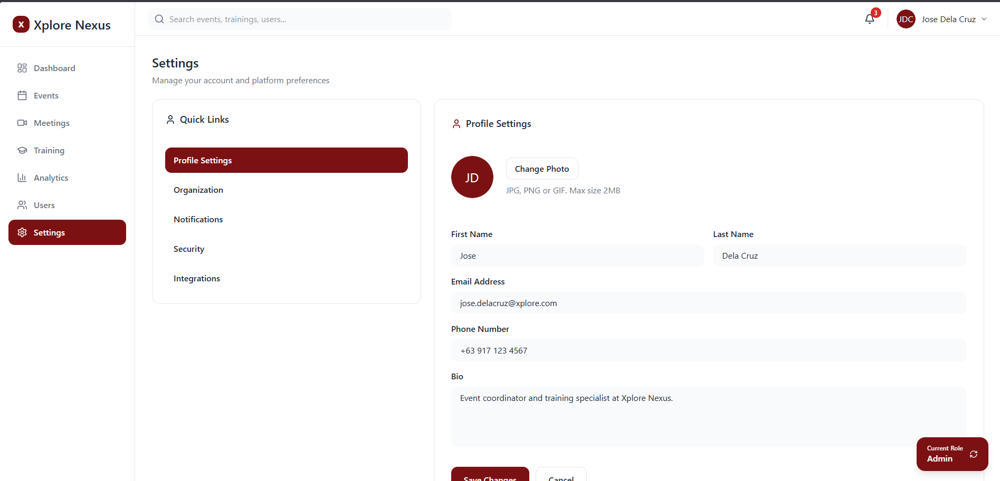 X Xplore Nexus
Search events, trainings, users...
3
JDC Jose Dela Cruz
Dashboard
Events
Meetings
Training
Analytics
Users
Settings
Settings
Manage your account and platform preferences
Quick Links
Profile Settings
Organization
Notifications
Security
Integrations
Profile Settings
JD
Change Photo
JPG, PNG or GIF. Max size 2MB
First Name
Last Name
Jose
Dela Cruz
Email Address
jose.delacruz@xplore.com
Phone Number
+63 917 123 4567
Bio
Event coordinator and training specialist at Xplore Nexus.
Current Role
Admin
Save Changes
Cancel